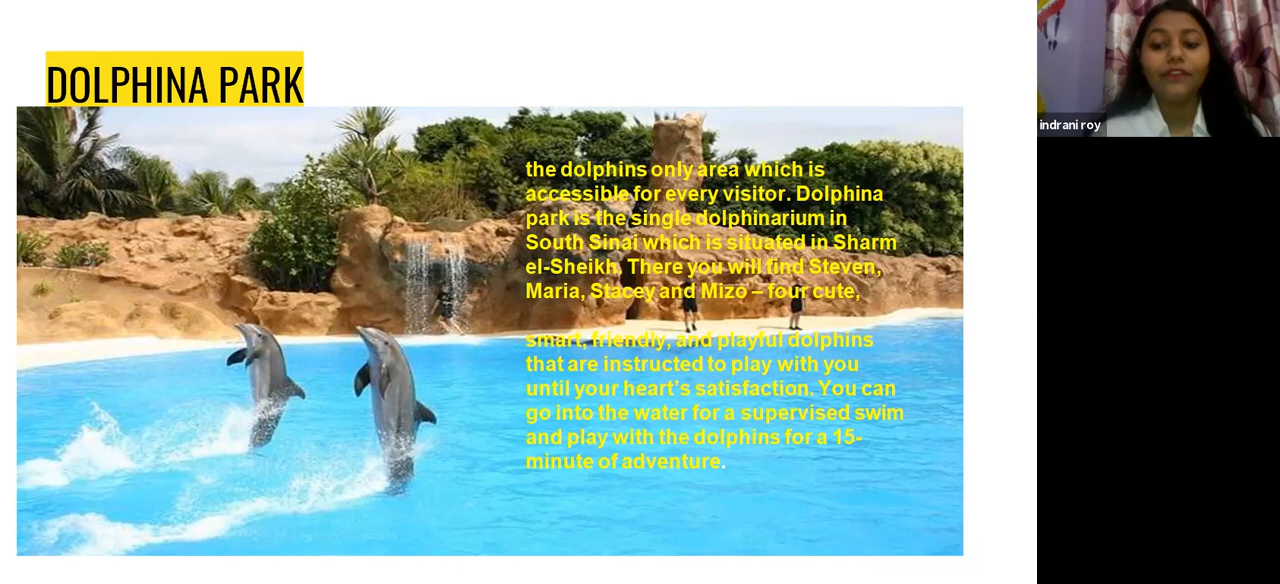 DOLPHINA PARK
the dolphins only area which is
accessible for every visitor. Dolphina
park is the single dolphinarium in
South Sinai which is situated in Sharm
el-Sheikh. There you will find Steven,
Maria, Stacey and Mizo – four cute,
smart, friendly, and playful dolphins
that are instructed to play with you
until your heart's satisfaction. You can
go into the water for a supervised swim
and play with the dolphins for a 15-
minute of adventure.
indrani roy